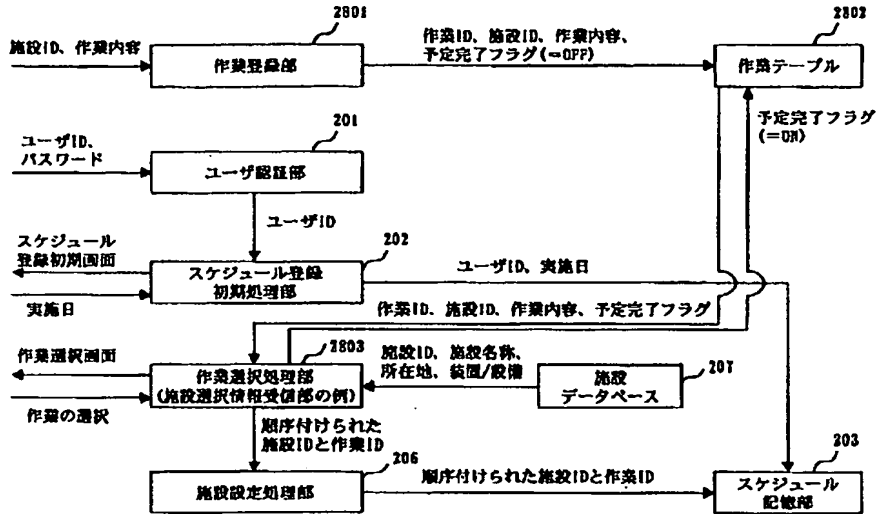 2801
2802
施設ID、作業内容
作業登録部
作業ID、施設ID、作業内容、
予定完了フラグ(=OFF)
作業テーブル
予定完了フラグ
(=ON)
201
ユーザID、
パスワード
ユーザ認証部
ユーザID
202
スケジュール
登録初期画面
スケジュール登録
初期処理部
実施日
ユーザID、実施日
作業ID、施設ID、作業内容、予定完了フラグ
2803
作業選択画面
作業選択処理部
(施設選択情報受信部の例)
作業の選択
施設ID、施設名称、
所在地、装置/設備
施設
データベース
207
順序付けられた
施設IDと作業ID
206
施設設定処理部
順序付けられた施設IDと作業ID
203
スケジュール
記憶部